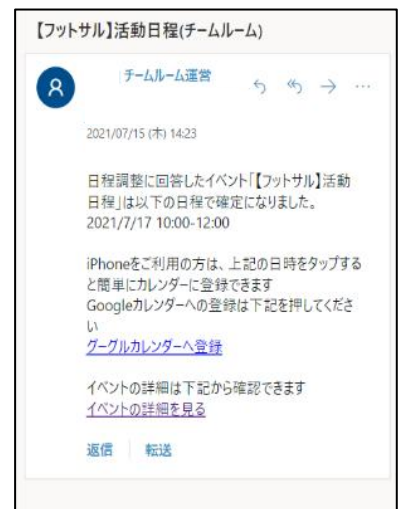 【フットサル】活動日程(チームルーム)
チームルーム運営
2021/07/15 (木) 14:23
日程調整に回答したイベント「【フットサル】活動
日程」は以下の日程で確定になりました。
2021/7/17 10:00-12:00
iPhoneをご利用の方は、上記の日時をタップする
と簡単にカレンダーに登録できます
Googleカレンダーへの登録は下記を押してくださ
い
グーグルカレンダーへ登録
イベントの詳細は下記から確認できます
イベントの詳細を見る
返信 転送